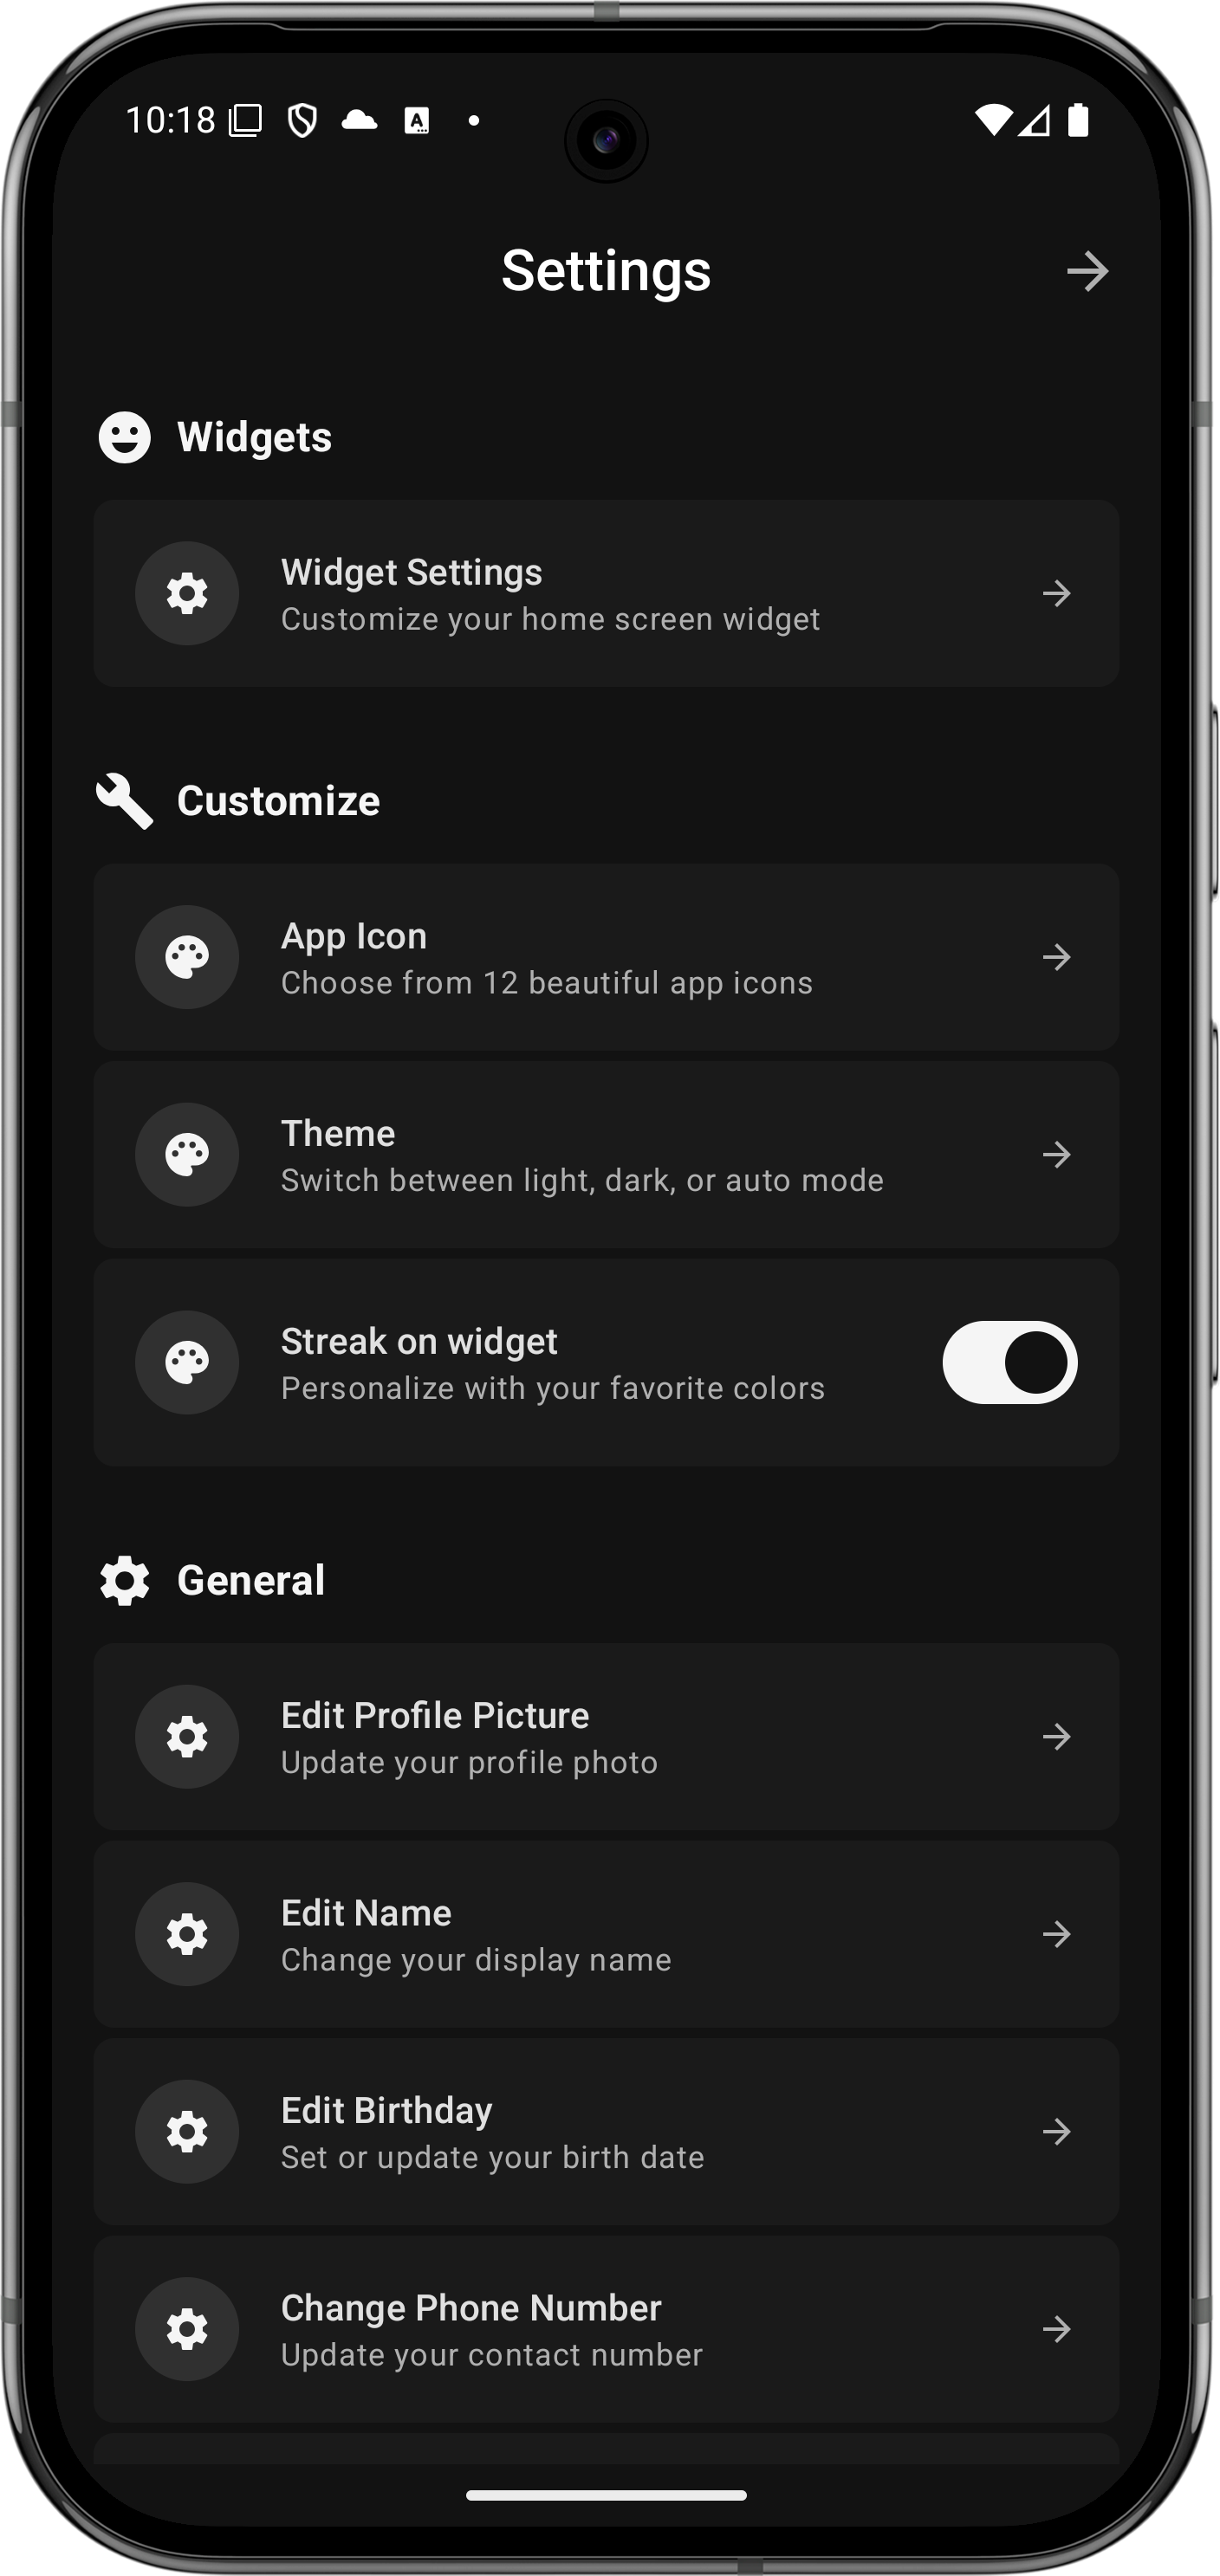 10:18
Settings
Widgets
Widget Settings
Customize your home screen widget
Customize
App Icon
Choose from 12 beautiful app icons
Theme
Switch between light, dark, or auto mode
Streak on widget
Personalize with your favorite colors
General
Edit Profile Picture
Update your profile photo
Edit Name
Change your display name
Edit Birthday
Set or update your birth date
Change Phone Number
Update your contact number